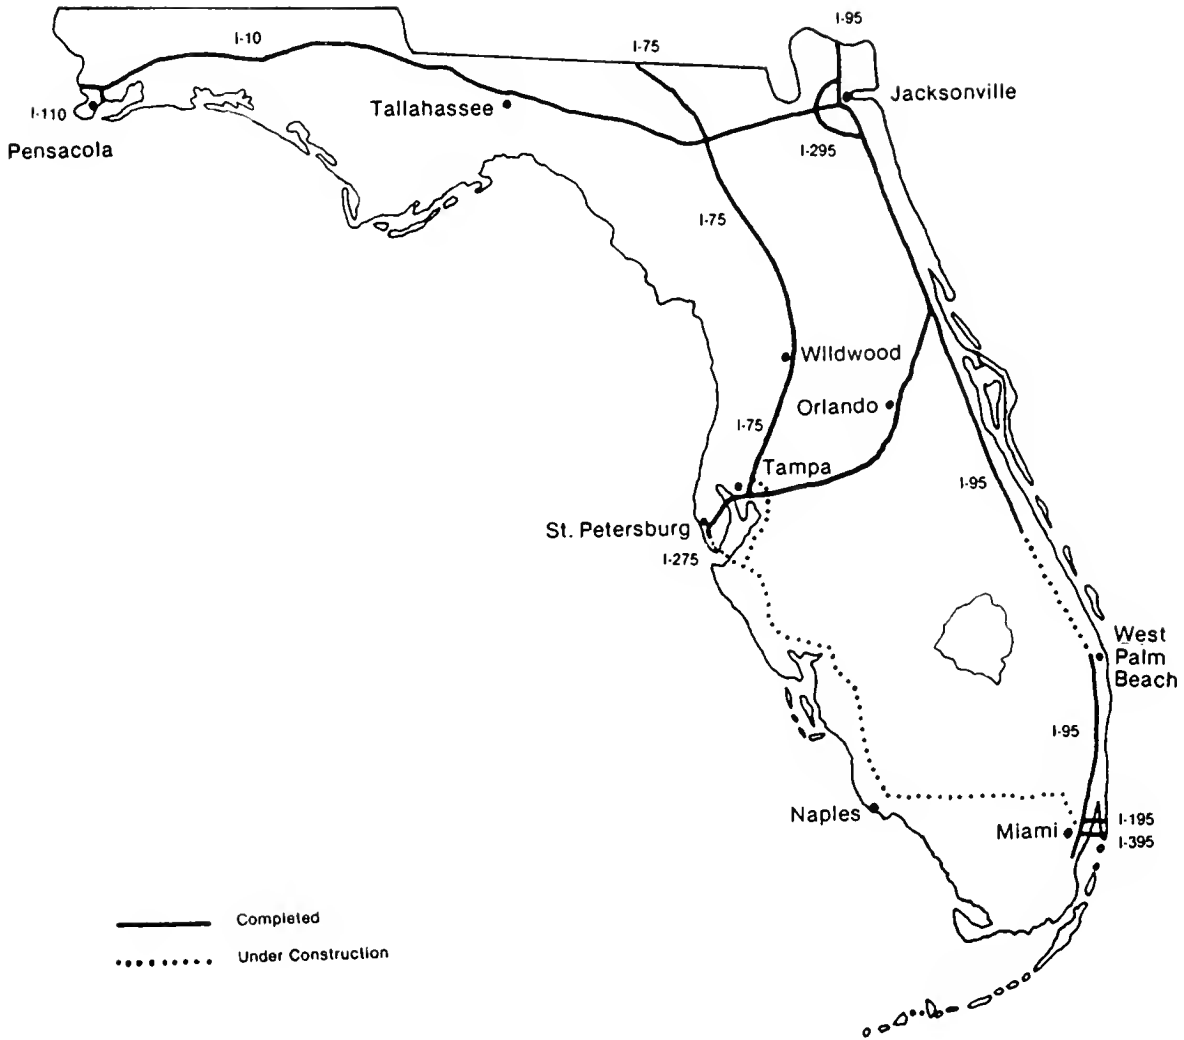 I-95
I-10
I-75
Jacksonville
Tallahassee
I-110
Pensacola
I-295
I-75
Wildwood
Orlando
I-75
Tampa
I-95
St. Petersburg
I-275
West
Palm
Beach
I-95
Naples
Miami
I-195
I-395
Completed
Under Construction